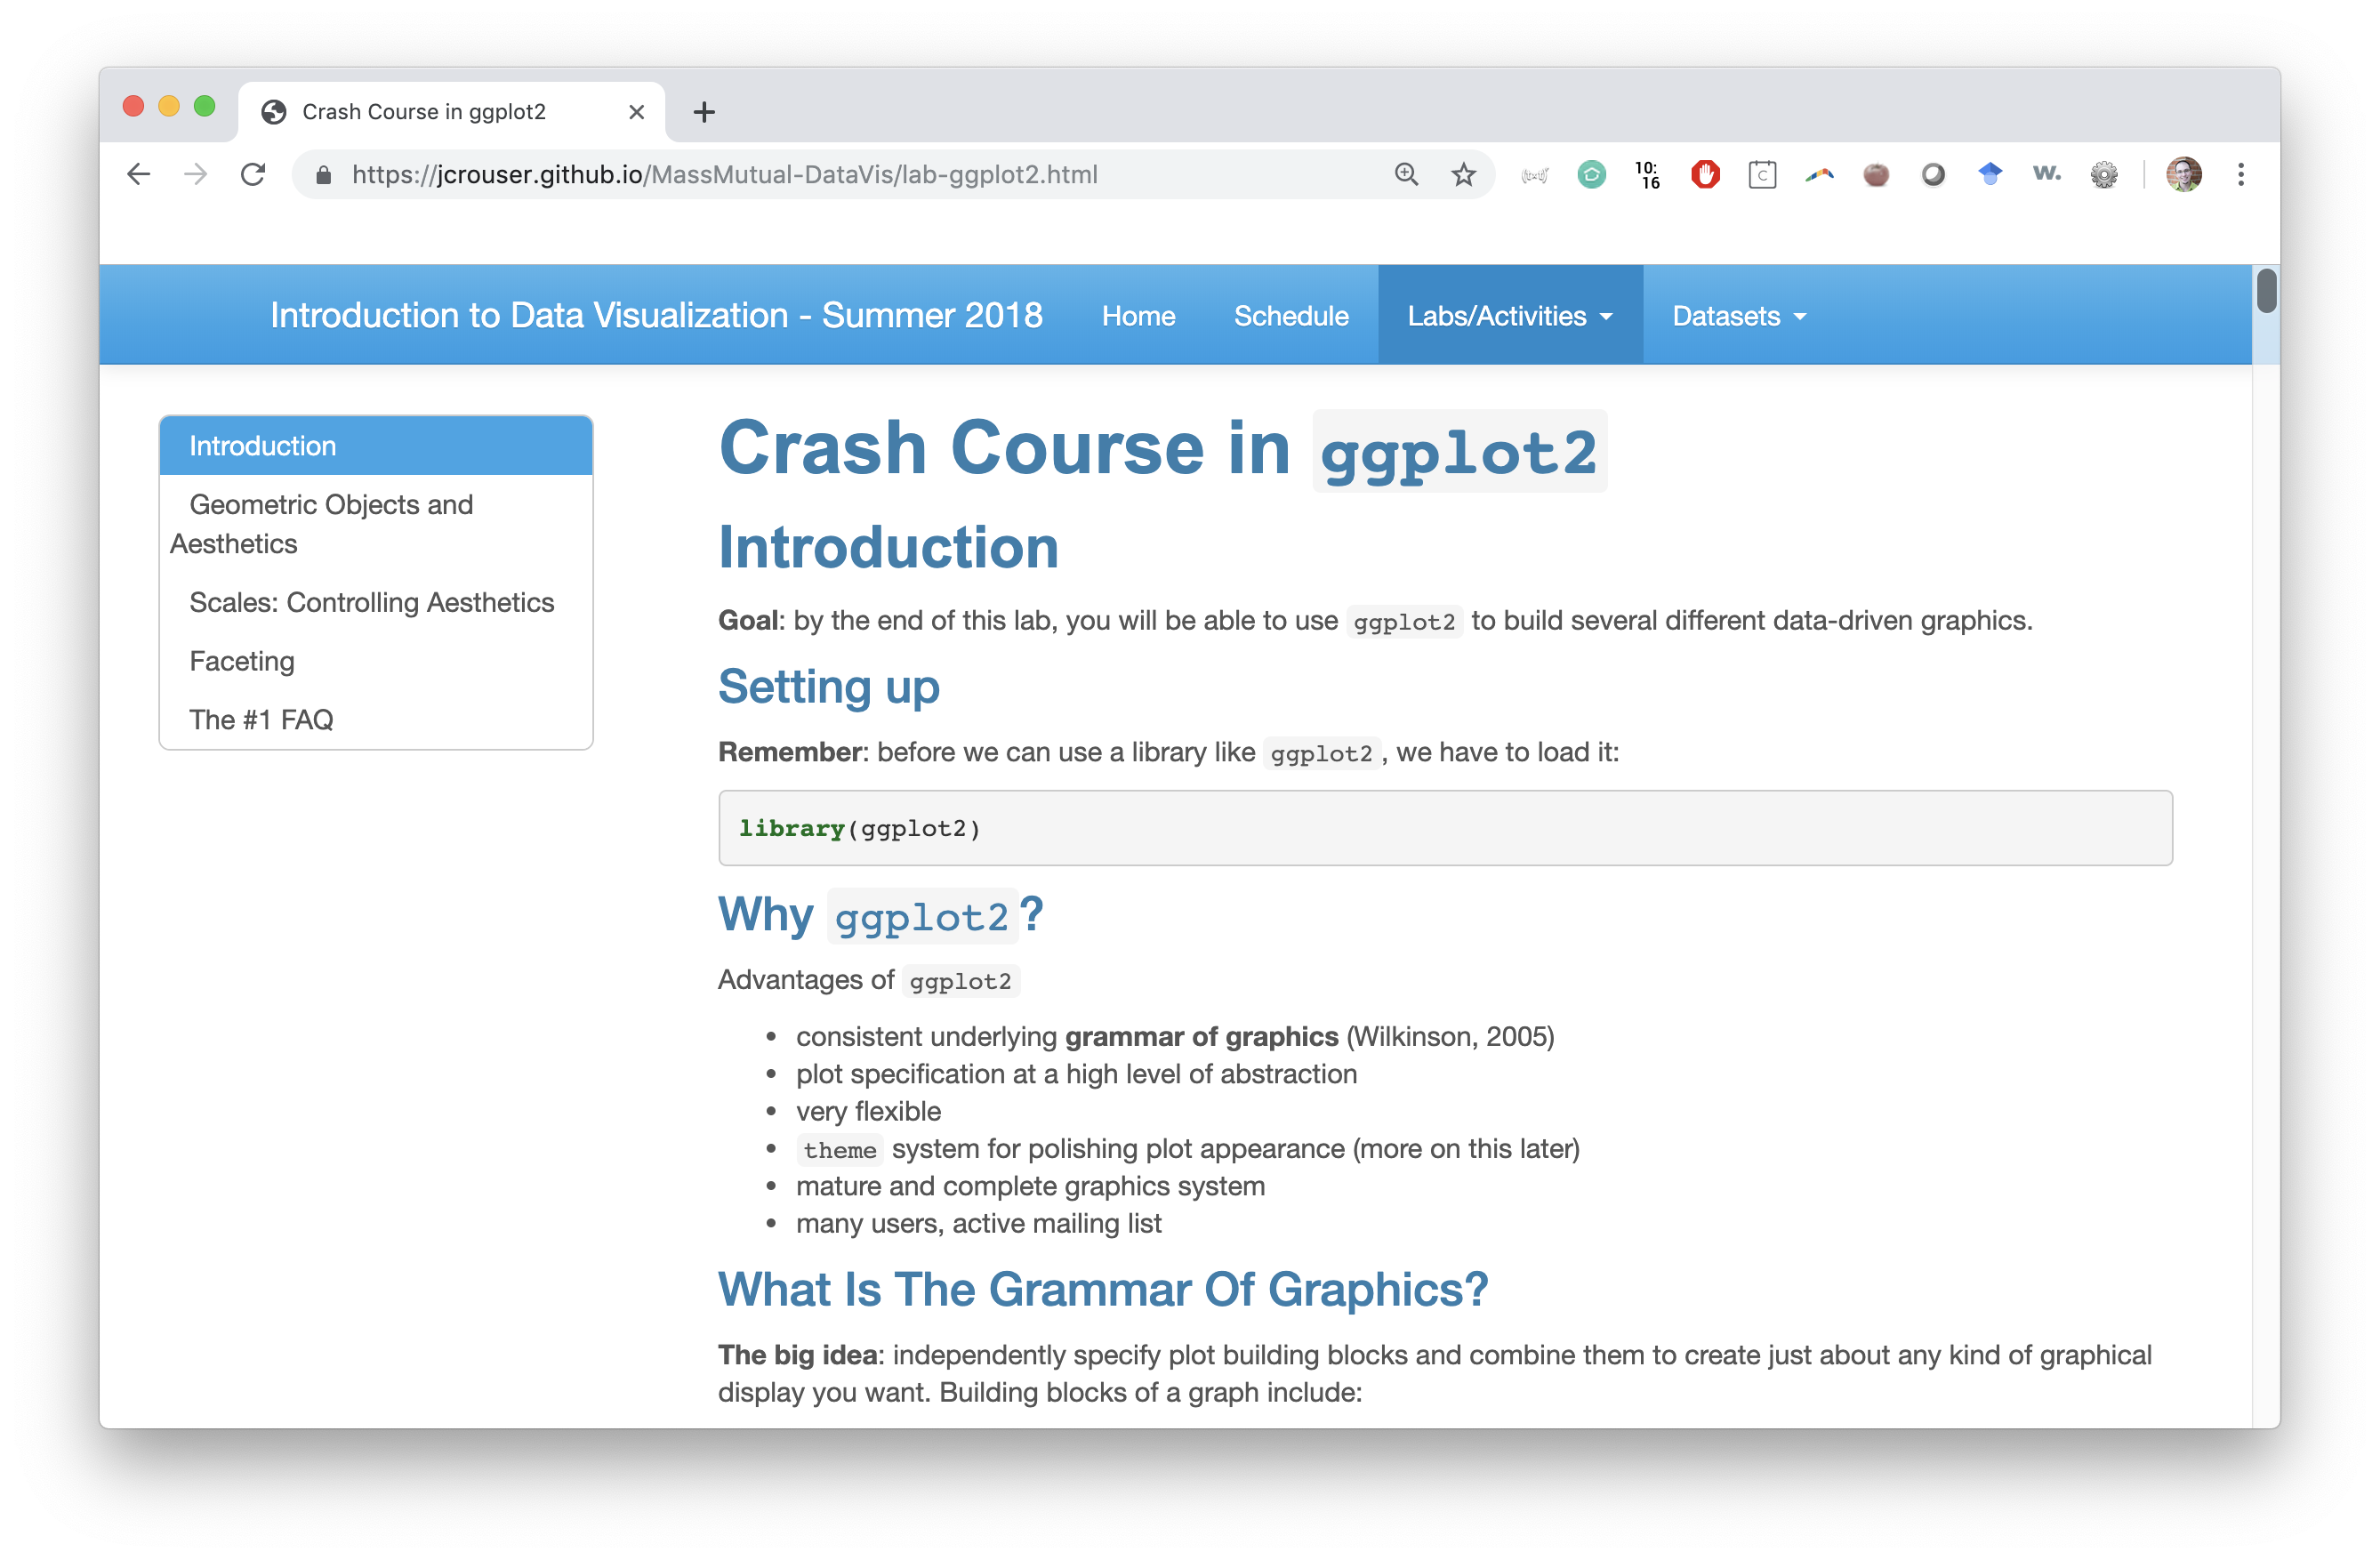 Crash Course in ggplot2
https://jcrouser.github.io/MassMutual-DataVis/lab-ggplot2.html
10:
16
C
w.
Introduction to Data Visualization - Summer 2018 Home Schedule Labs/Activities Datasets
Introduction
Geometric Objects and
Aesthetics
Scales: Controlling Aesthetics
Faceting
The #1 FAQ
Crash Course in ggplot2
Introduction
Goal: by the end of this lab, you will be able to use ggplot2 to build several different data-driven graphics.
Setting up
Remember: before we can use a library like ggplot2, we have to load it:
library(ggplot2)
Why ggplot2?
Advantages of ggplot2
• consistent underlying grammar of graphics (Wilkinson, 2005)
• plot specification at a high level of abstraction
• very flexible
• theme system for polishing plot appearance (more on this later)
• mature and complete graphics system
• many users, active mailing list
What Is The Grammar Of Graphics?
The big idea: independently specify plot building blocks and combine them to create just about any kind of graphical
display you want. Building blocks of a graph include: